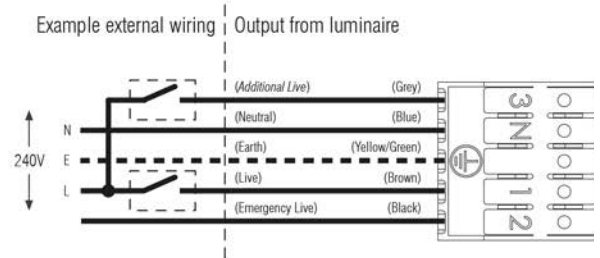 Example external wiring
Output from luminaire
(Additional Live) (Grey)
3
N (Neutral) (Blue)
N
240V
E (Earth) (Yellow/Green)
L (Live) (Brown)
1
(Emergency Live) (Black)
2